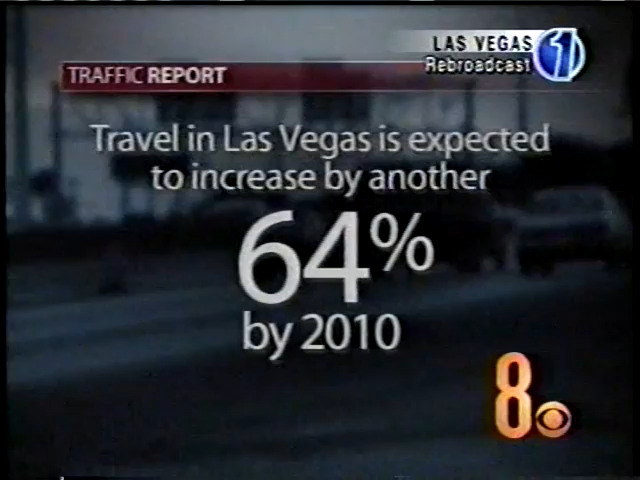 LAS VEGAS 1
Rebroadcast
TRAFFIC REPORT
Travel in Las Vegas is expected
to increase by another
64%
by 2010
8